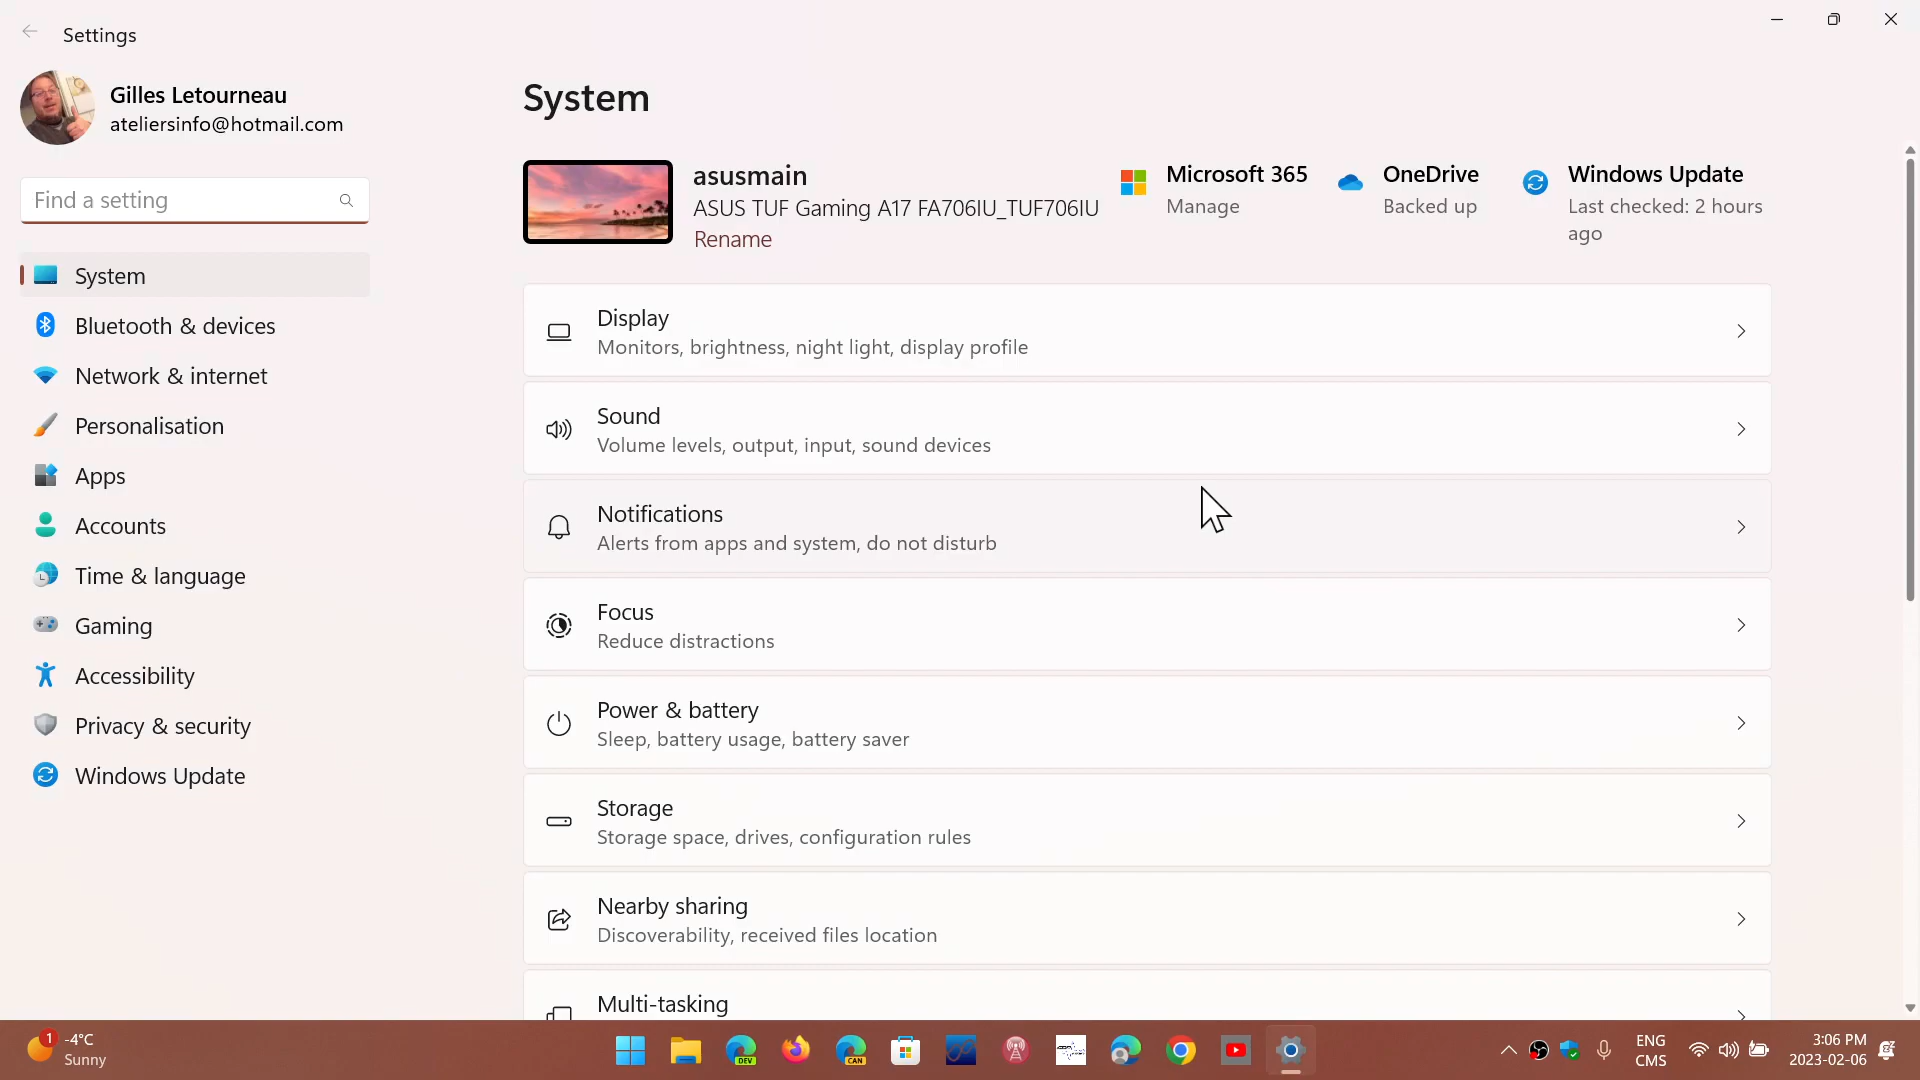 Settings
Gilles Letourneau
ateliersinfo@hotmail.com
Find a setting
System
Bluetooth & devices
Network & internet
Personalisation
Apps
Accounts
Time & language
Gaming
Accessibility
Privacy & security
Windows Update
System
asusmain
ASUS TUF Gaming A17 FA706IU_TUF706IU
Rename
Microsoft 365
Manage
OneDrive
Backed up
Windows Update
Last checked: 2 hours
ago
Display
Monitors, brightness, night light, display profile
Sound
Volume levels, output, input, sound devices
Notifications
Alerts from apps and system, do not disturb
Focus
Reduce distractions
Power & battery
Sleep, battery usage, battery saver
Storage
Storage space, drives, configuration rules
Nearby sharing
Discoverability, received files location
Multi-tasking
1
-4°C
Sunny
DEV
CAN
ENG
CMS
3:06 PM
2023-02-06